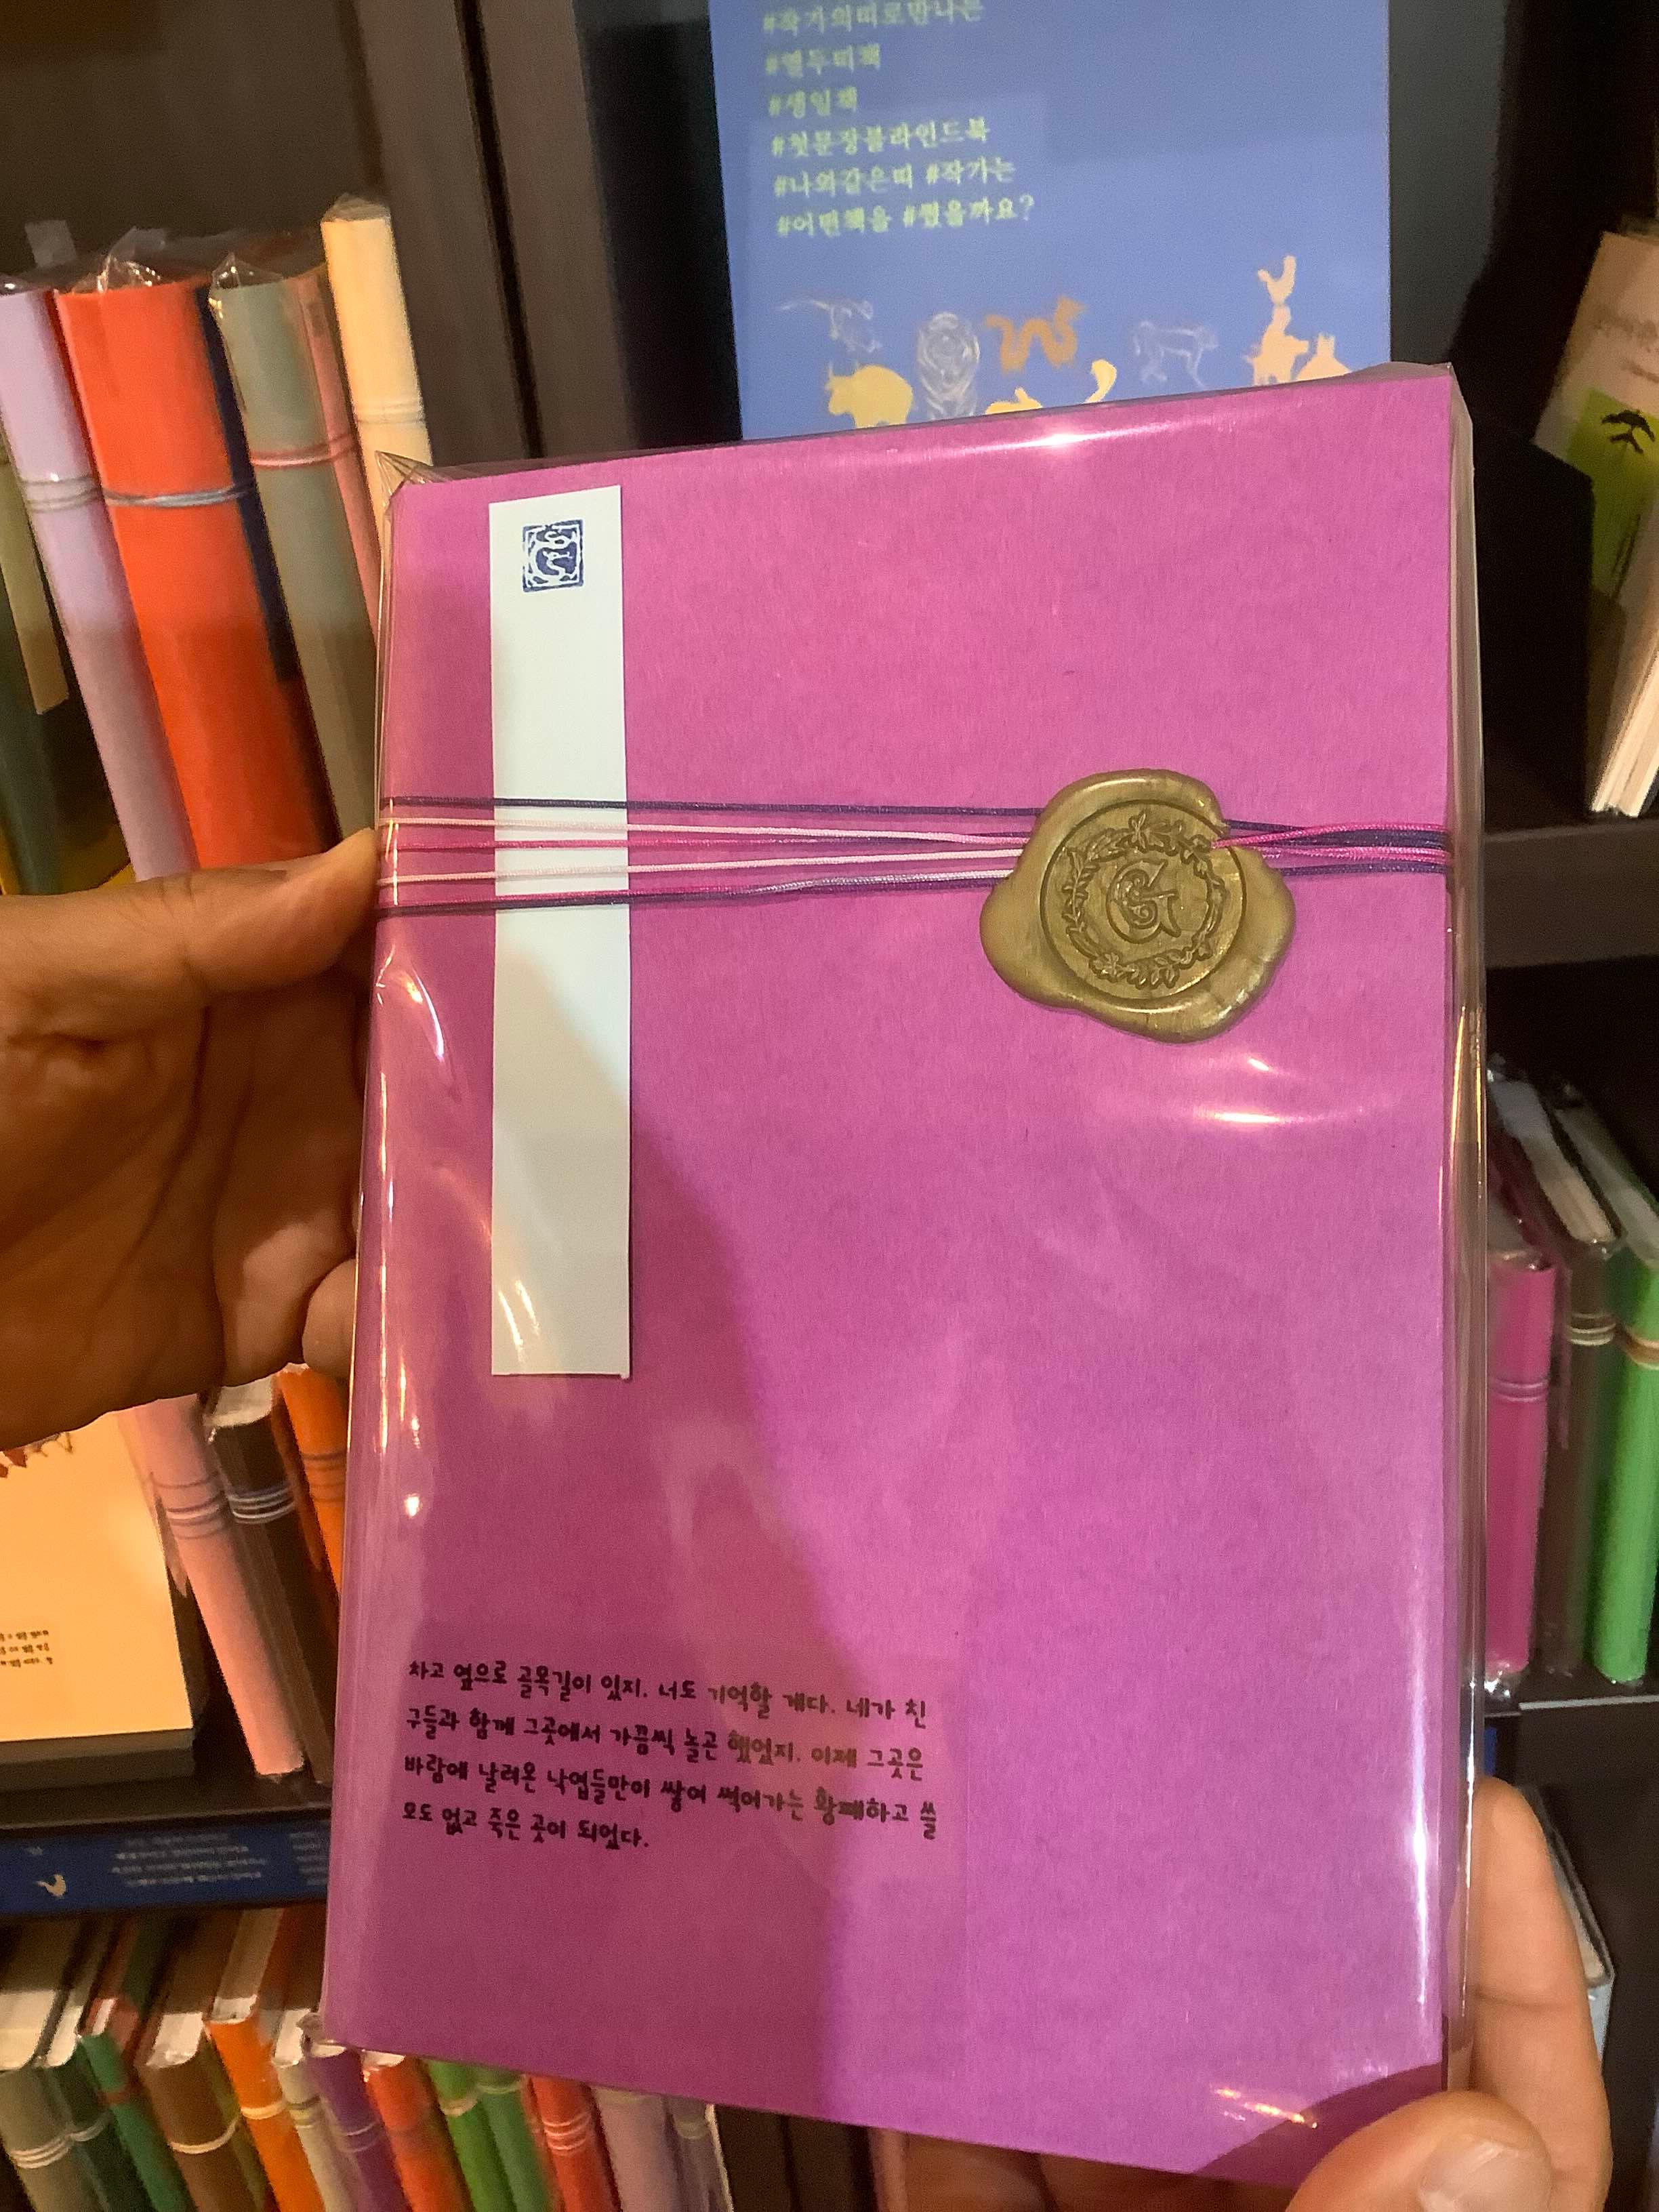 #작가의띠로만나는
#열두띠책
#생일책
#첫문장블라인드북
#나와같은띠 #작가는
#어떤책을 #썼을까요?
차고 옆으로 골목길이 있지. 너도 기억할 게다. 네가 친
구들과 함께 그곳에서 가끔씩 놀곤 했었지. 이제 그곳은
바람에 날려온 낙엽들만이 쌓여 썩어가는 황폐하고 쓸
모도 없고 죽은 곳이 되었다.